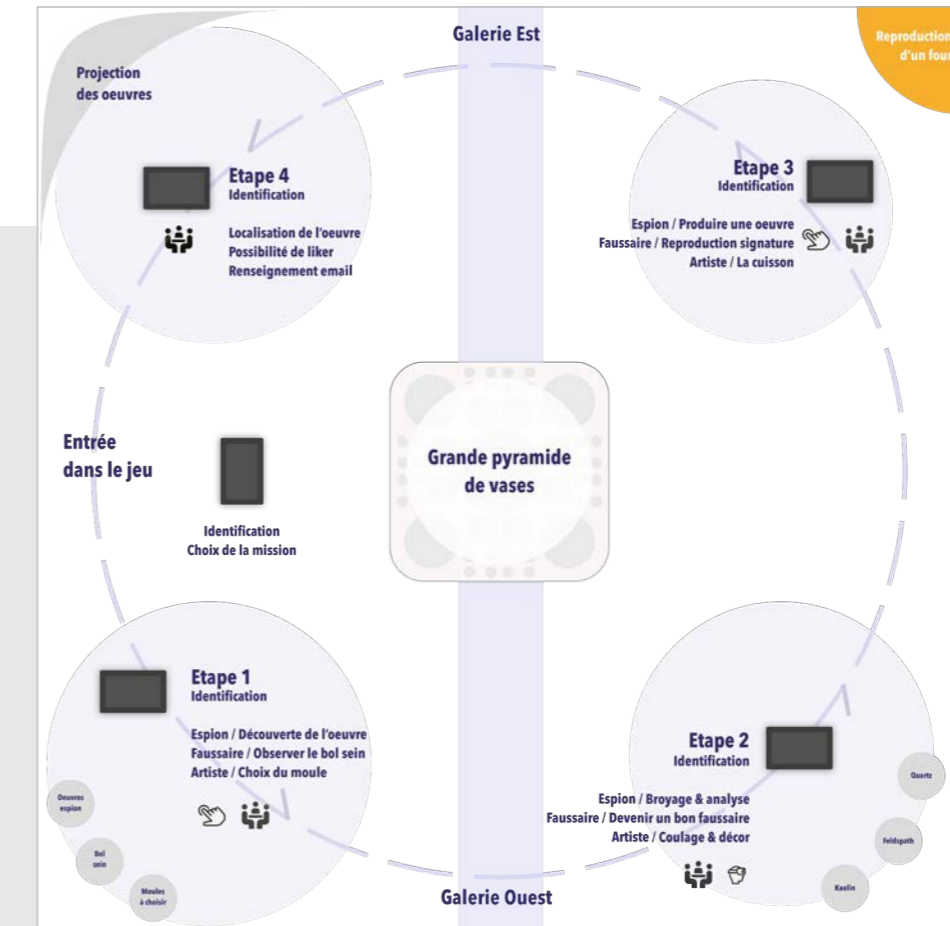 Galerie Est
Reproduction
d'un four
Projection
des oeuvres
Etape 4
Identification
Localisation de l'oeuvre
Possibilité de liker
Renseignement email
Etape 3
Identification
Espion / Produire une oeuvre
Faussaire / Reproduction signature
Artiste / La cuisson
Entrée
dans le jeu
Identification
Choix de la mission
Grande pyramide
de vases
Etape 1
Identification
Espion / Découverte de l'oeuvre
Faussaire / Observer le bol sein
Artiste / Choix du moule
Oeuvres
espion
Bol
sein
Moules
à choisir
Etape 2
Identification
Espion / Broyage & analyse
Faussaire / Devenir un bon faussaire
Artiste / Coulage & décor
Quartz
Feldspath
Kaolin
Galerie Ouest